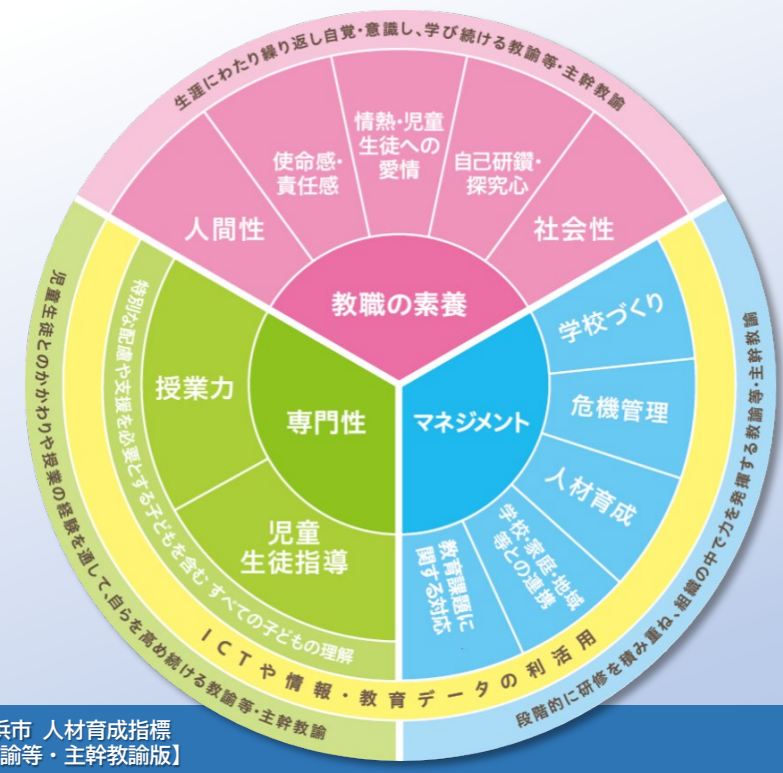 生涯にわたり繰り返し自覚・意識し、学び続ける教諭等・主幹教諭
人間性
使命感・
責任感
情熱・児童
生徒への
愛情
自己研鑽・
探究心
社会性
教職の素養
専門性
マネジメント
授業力
児童
生徒指導
特別な配慮や支援を必要とする子どもを含む、すべての子どもの理解
児童生徒とのかかわりや授業の経験を通して、自らを高め続ける教諭等・主幹教諭
学校づくり
危機管理
人材育成
学校・家庭・地域
等との連携
教育課題に
関する対応
ICTや情報・教育データの利活用
段階的に研修を積み重ね、組織の中で力を発揮する教諭等・主幹教諭
浜市 人材育成指標
諭等・主幹教諭版】